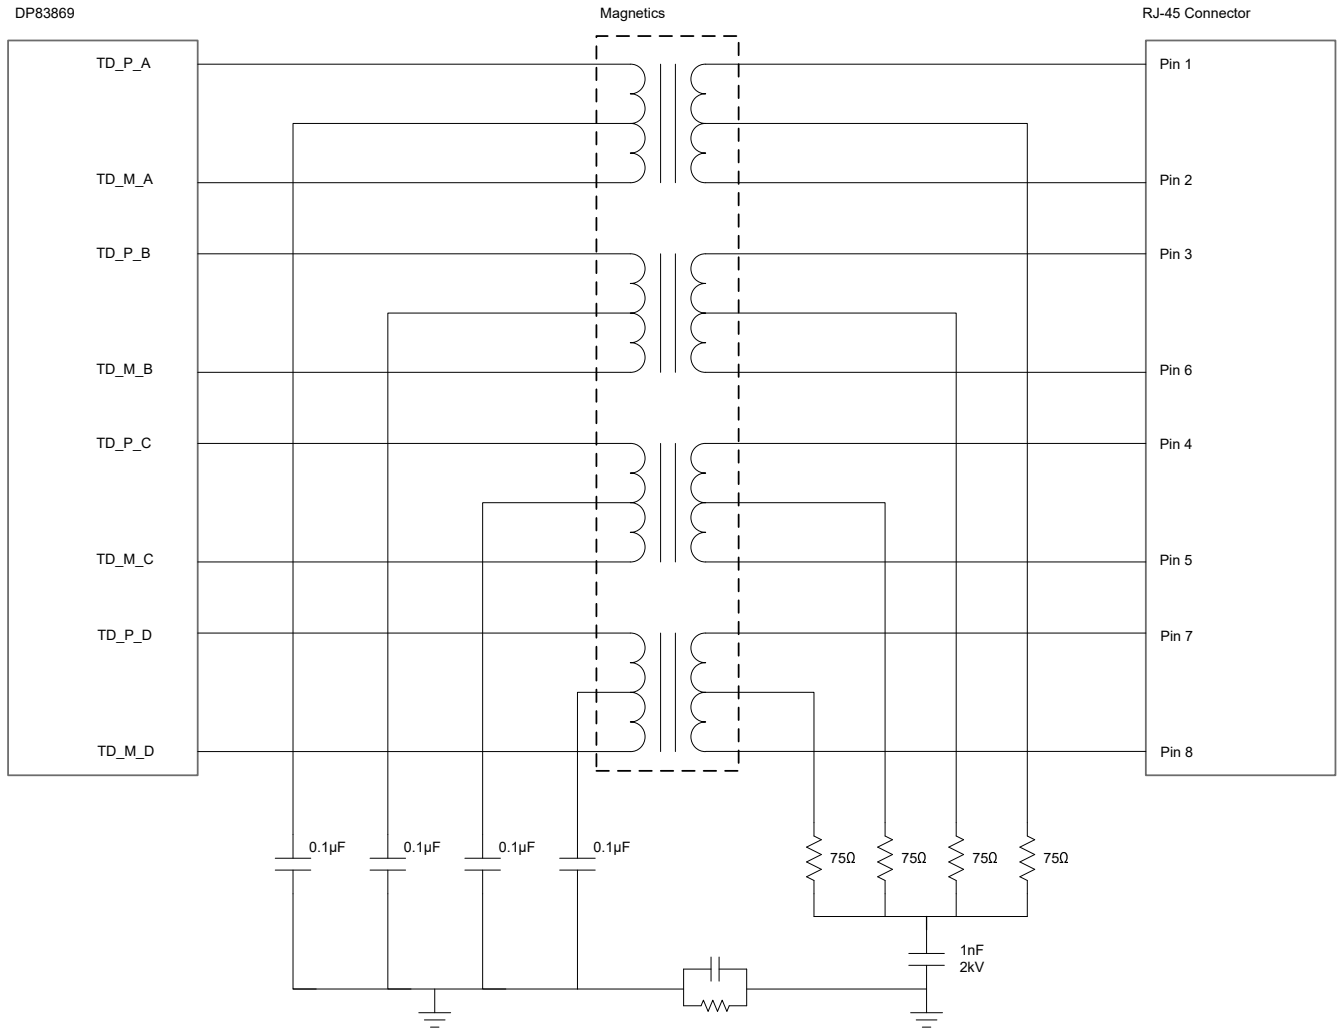 DP83869
Magnetics
RJ-45 Connector
TD_P_A
Pin 1
TD_M_A
Pin 2
TD_P_B
Pin 3
TD_M_B
Pin 6
TD_P_C
Pin 4
TD_M_C
Pin 5
TD_P_D
Pin 7
TD_M_D
Pin 8
0.1µF
0.1µF
0.1µF
0.1µF
75Ω
75Ω
75Ω
75Ω
1nF
2kV